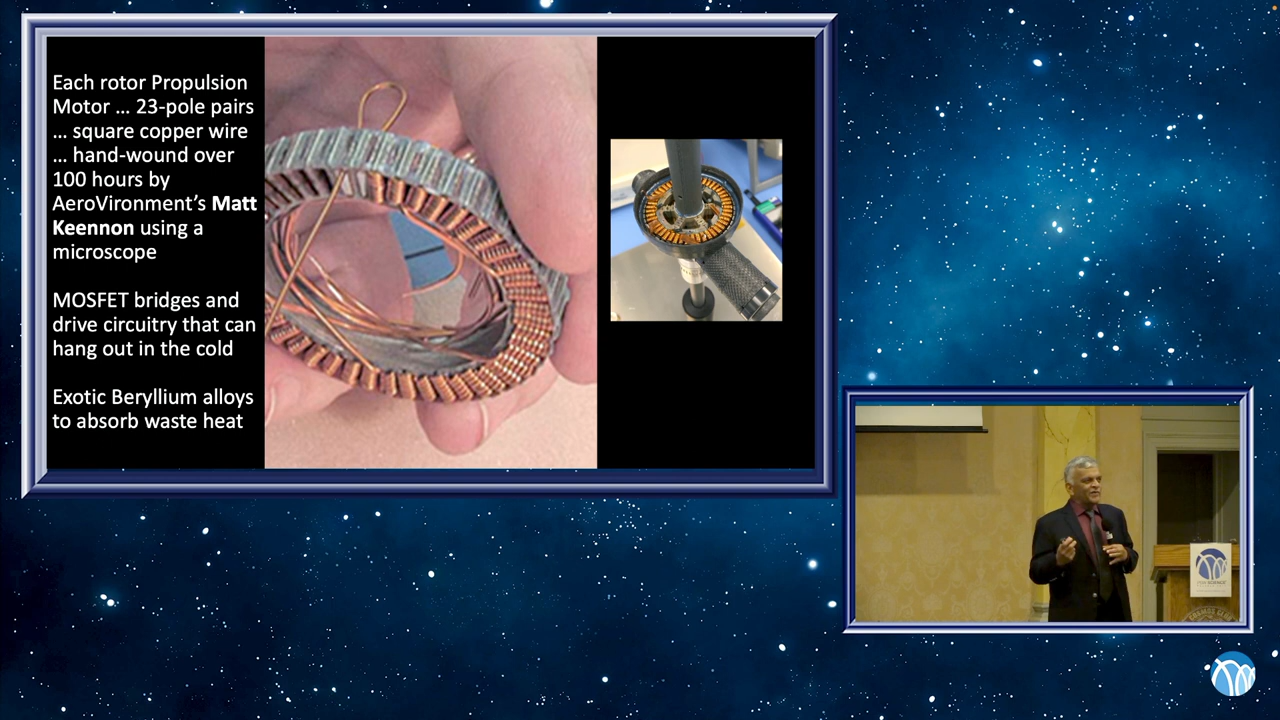 Each rotor Propulsion
Motor ... 23-pole pairs
... square copper wire
... hand-wound over
100 hours by
AeroVironment's Matt
Keennon using a
microscope
MOSFET bridges and
drive circuitry that can
hang out in the cold
Exotic Beryllium alloys
to absorb waste heat